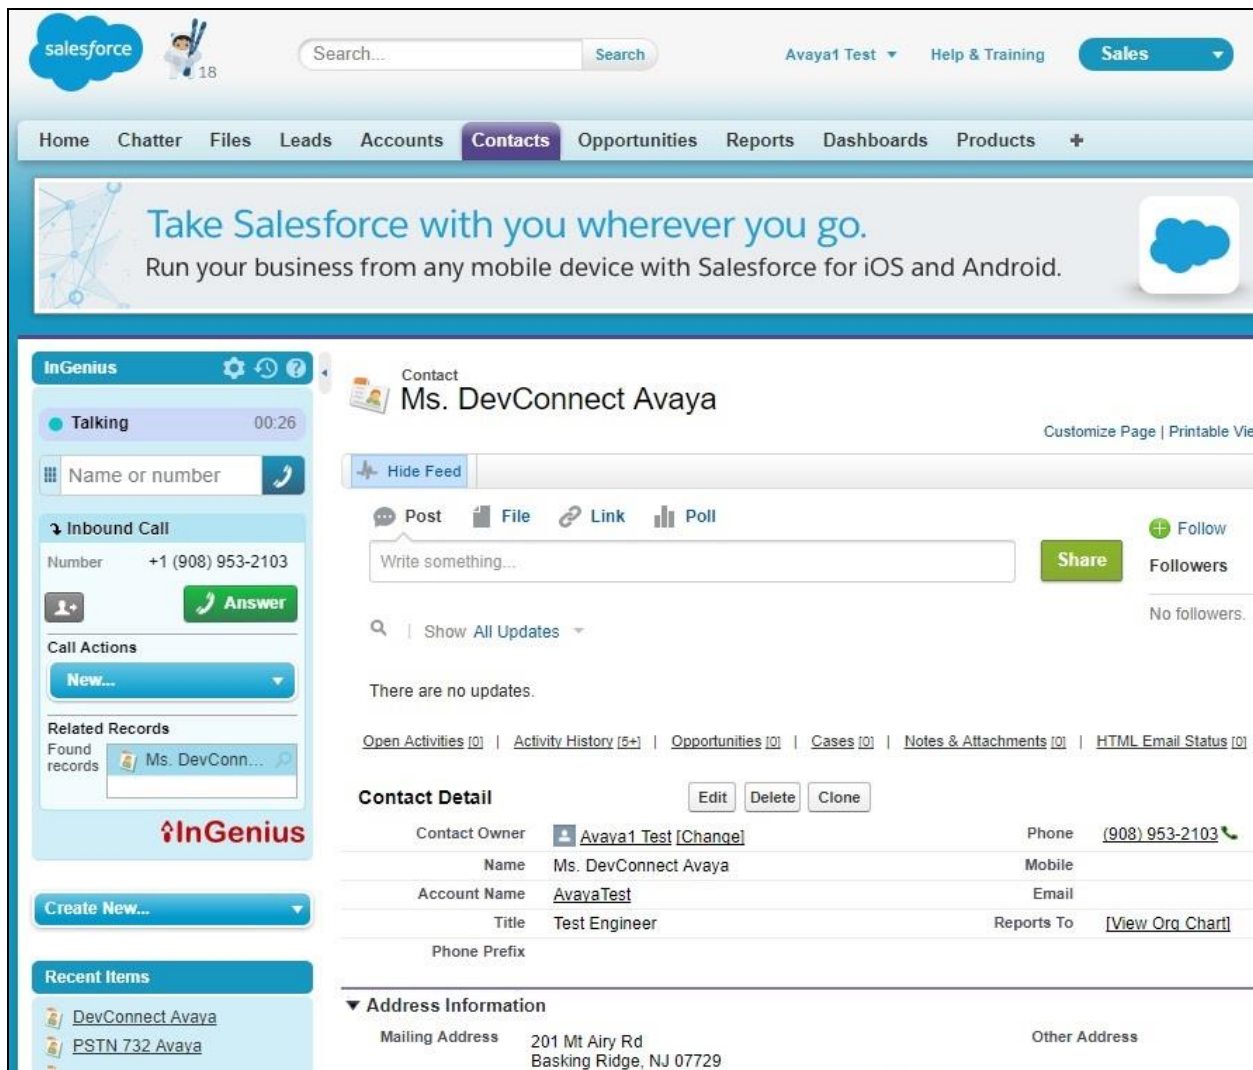 salesforce
18
Search...
Search
Avaya1 Test
Help & Training
Sales
Home Chatter Files Leads Accounts Contacts Opportunities Reports Dashboards Products +
Take Salesforce with you wherever you go.
Run your business from any mobile device with Salesforce for iOS and Android.
InGenius
Talking 00:26
Name or number
Inbound Call
Number +1 (908) 953-2103
Answer
Call Actions
New...
Related Records
Found records
Ms. DevConn...
InGenius
Create New...
Recent Items
DevConnect Avaya
PSTN 732 Avaya
Contact
Ms. DevConnect Avaya
Customize Page | Printable Vie
Hide Feed
Post File Link Poll
Write something...
Share
Follow
Followers
No followers.
Show All Updates
There are no updates.
Open Activities [0] | Activity History [5+] | Opportunities [0] | Cases [0] | Notes & Attachments [0] | HTML Email Status [0]
Contact Detail
Edit Delete Clone
Contact Owner Avaya1 Test [Change] Phone (908) 953-2103
Name Ms. DevConnect Avaya Mobile
Account Name AvayaTest Email
Title Test Engineer Reports To [View Org Chart]
Phone Prefix
Address Information
Mailing Address 201 Mt Airy Rd Other Address
Basking Ridge, NJ 07729